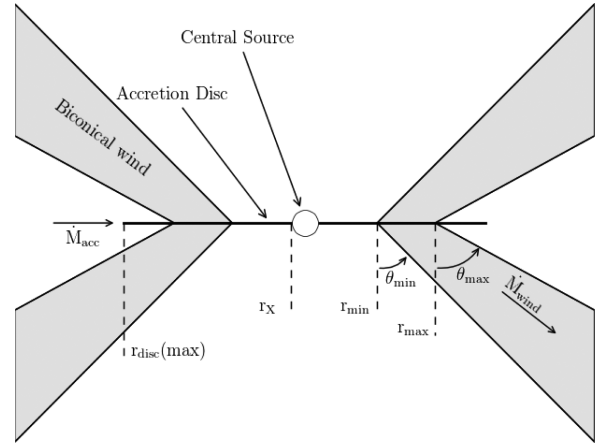 Central Source
Accretion Disc
Biconical wind
Ṁacc
θmin
θmax
Ṁwind
rX
rmin
rmax
rdisc(max)